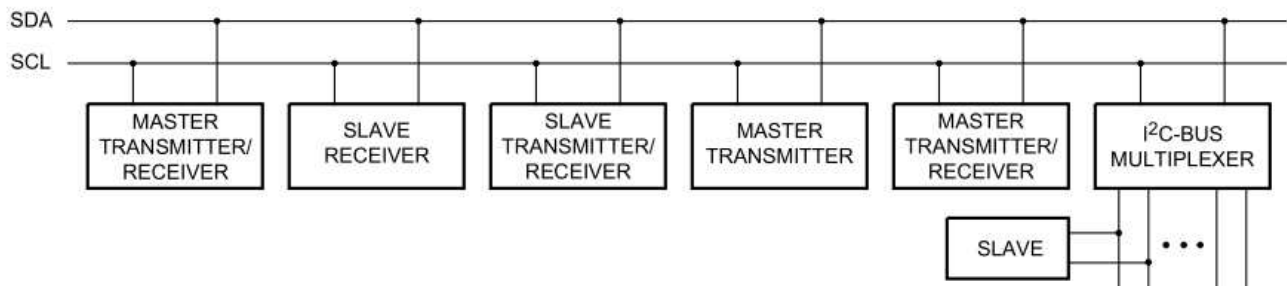 SDA
SCL
MASTER
TRANSMITTER/
RECEIVER
SLAVE
RECEIVER
SLAVE
TRANSMITTER/
RECEIVER
MASTER
TRANSMITTER
MASTER
TRANSMITTER/
RECEIVER
I²C-BUS
MULTIPLEXER
SLAVE